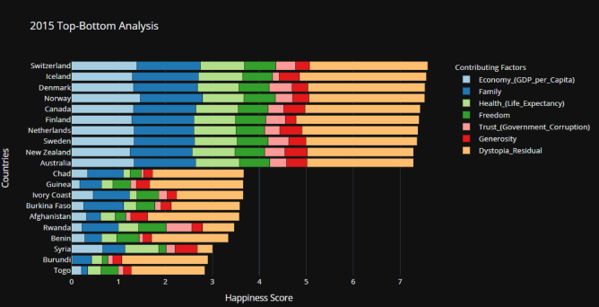 2015 Top-Bottom Analysis
Countries
Switzerland
Iceland
Denmark
Norway
Canada
Finland
Netherlands
Sweden
New Zealand
Australia
Chad
Guinea
Ivory Coast
Burkina Faso
Afghanistan
Rwanda
Benin
Syria
Burundi
Togo
0 1 2 3 4 5 6 7
Happiness Score
Contributing Factors
Economy_(GDP_per_Capita)
Family
Health_(Life_Expectancy)
Freedom
Trust_(Government_Corruption)
Generosity
Dystopia_Residual